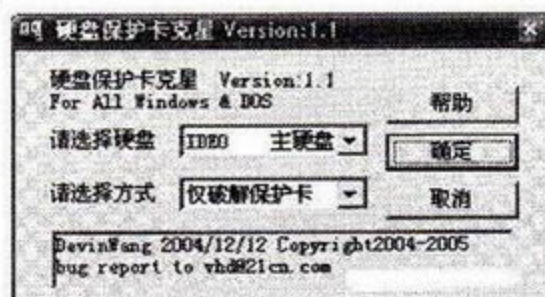 硬盘保护卡克星 Version:1.1
硬盘保护卡克星 Version:1.1
For All Windows & DOS
帮助
请选择硬盘 IDE0 主硬盘
确定
请选择方式 仅破解保护卡
取消
DevinWang 2004/12/12 Copyright2004-2005
bug report to vhd@21cn.com